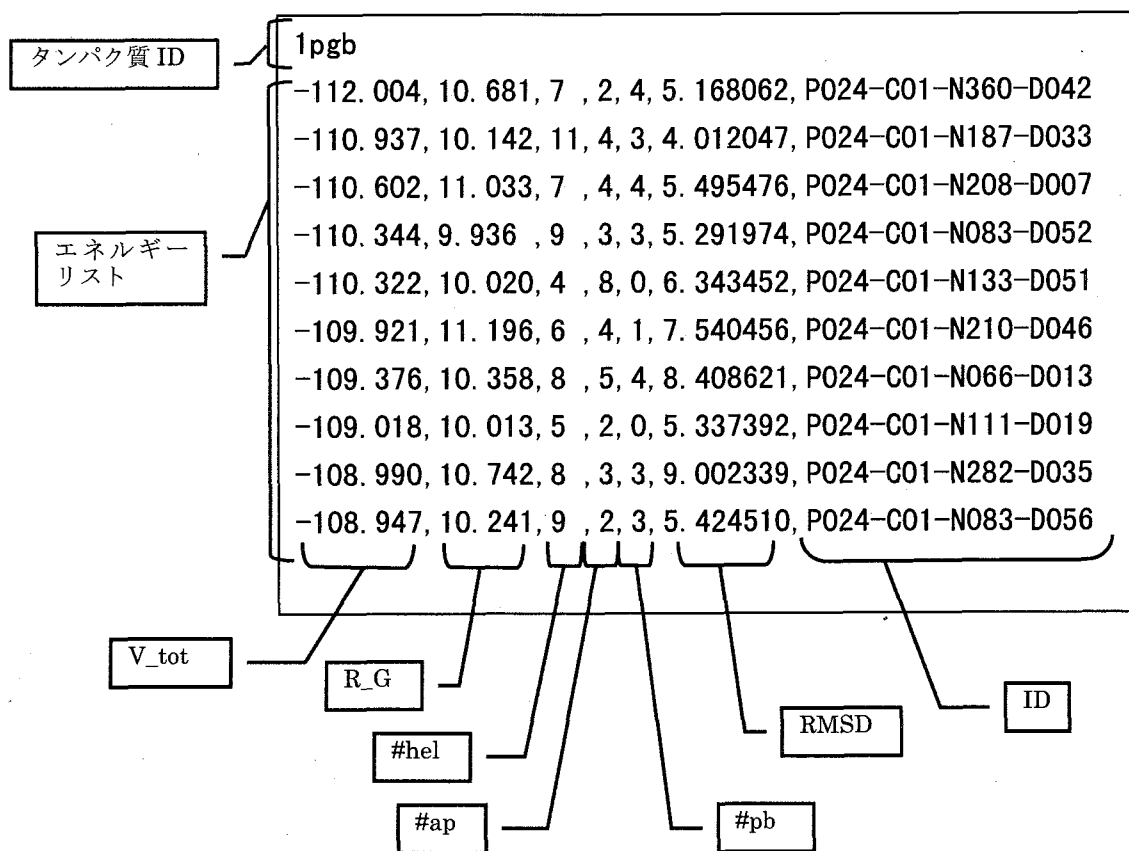 タンパク質 ID
1pgb
-112.004,10.681,7 ,2,4,5.168062,P024-C01-N360-D042
-110.937,10.142,11,4,3,4.012047,P024-C01-N187-D033
-110.602,11.033,7 ,4,4,5.495476,P024-C01-N208-D007
-110.344,9.936 ,9 ,3,3,5.291974,P024-C01-N083-D052
-110.322,10.020,4 ,8,0,6.343452,P024-C01-N133-D051
-109.921,11.196,6 ,4,1,7.540456,P024-C01-N210-D046
-109.376,10.358,8 ,5,4,8.408621,P024-C01-N066-D013
-109.018,10.013,5 ,2,0,5.337392,P024-C01-N111-D019
-108.990,10.742,8 ,3,3,9.002339,P024-C01-N282-D035
-108.947,10.241,9 ,2,3,5.424510,P024-C01-N083-D056
エネルギー
リスト
V_tot
R_G
#hel
#ap
#pb
RMSD
ID